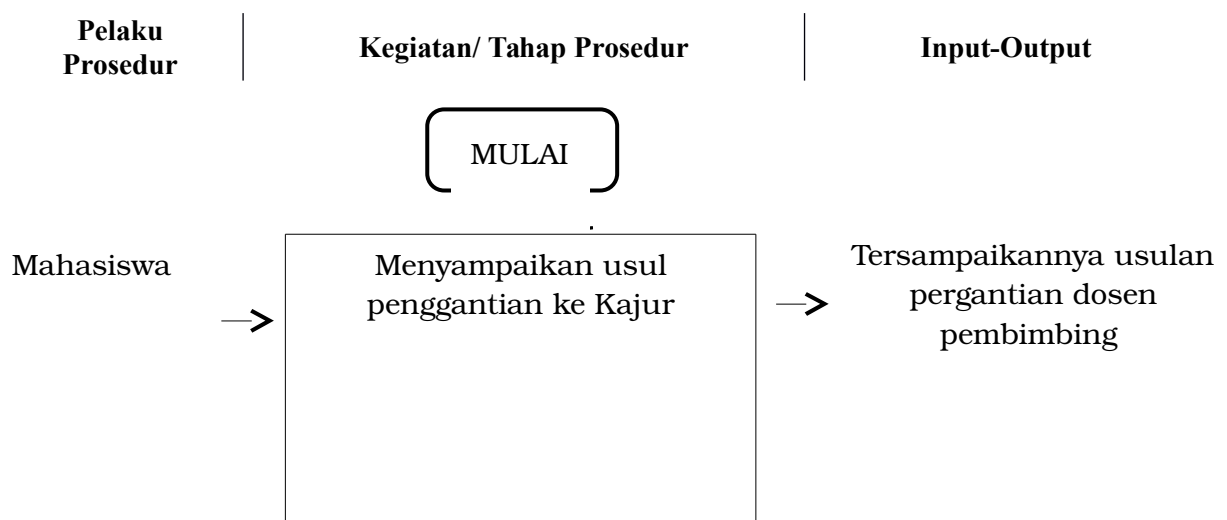 Pelaku
Prosedur
Kegiatan/ Tahap Prosedur
Input-Output
MULAI
Mahasiswa
Menyampaikan usul
penggantian ke Kajur
Tersampaikannya usulan
pergantian dosen
pembimbing